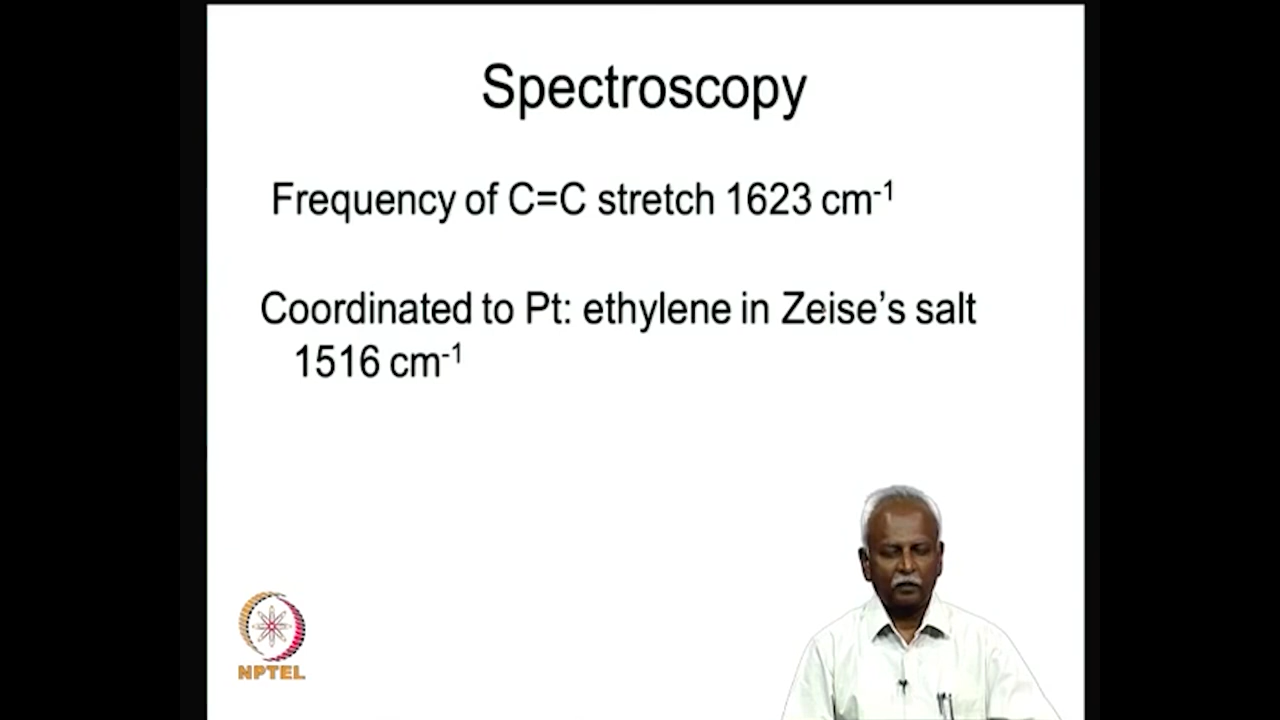 Spectroscopy
Frequency of C=C stretch 1623 cm-1
Coordinated to Pt: ethylene in Zeise's salt
1516 cm-1
NPTEL